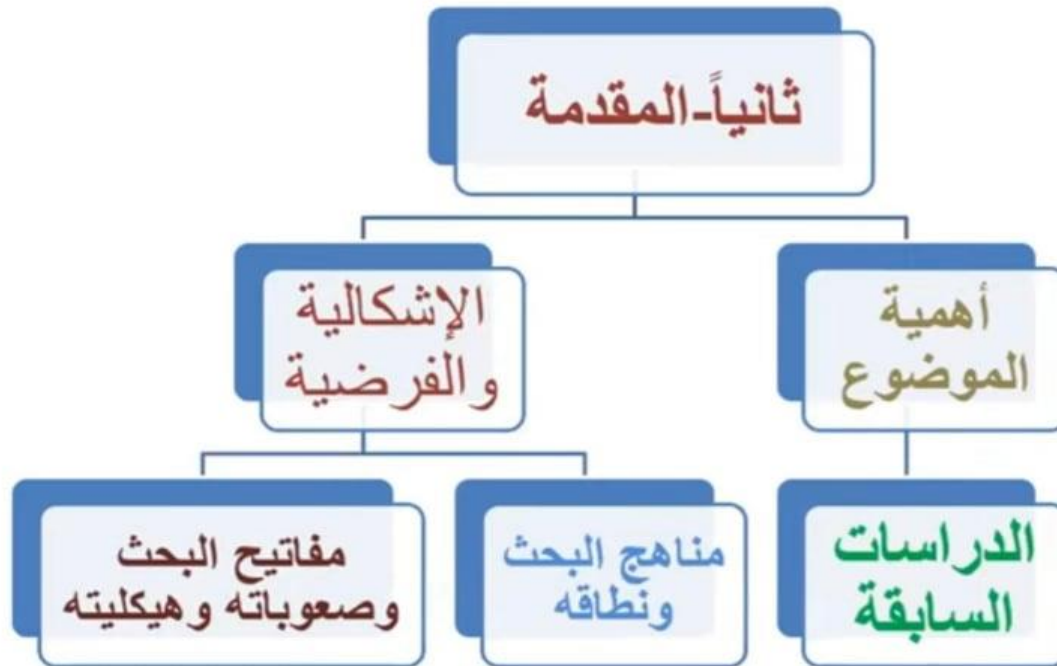 ثانياً-المقدمة
أهمية
الموضوع
الإشكالية
والفرضية
الدراسات
السابقة
مناهج البحث
ونطاقه
مفاتيح البحث
وصعوباته وهيكليته